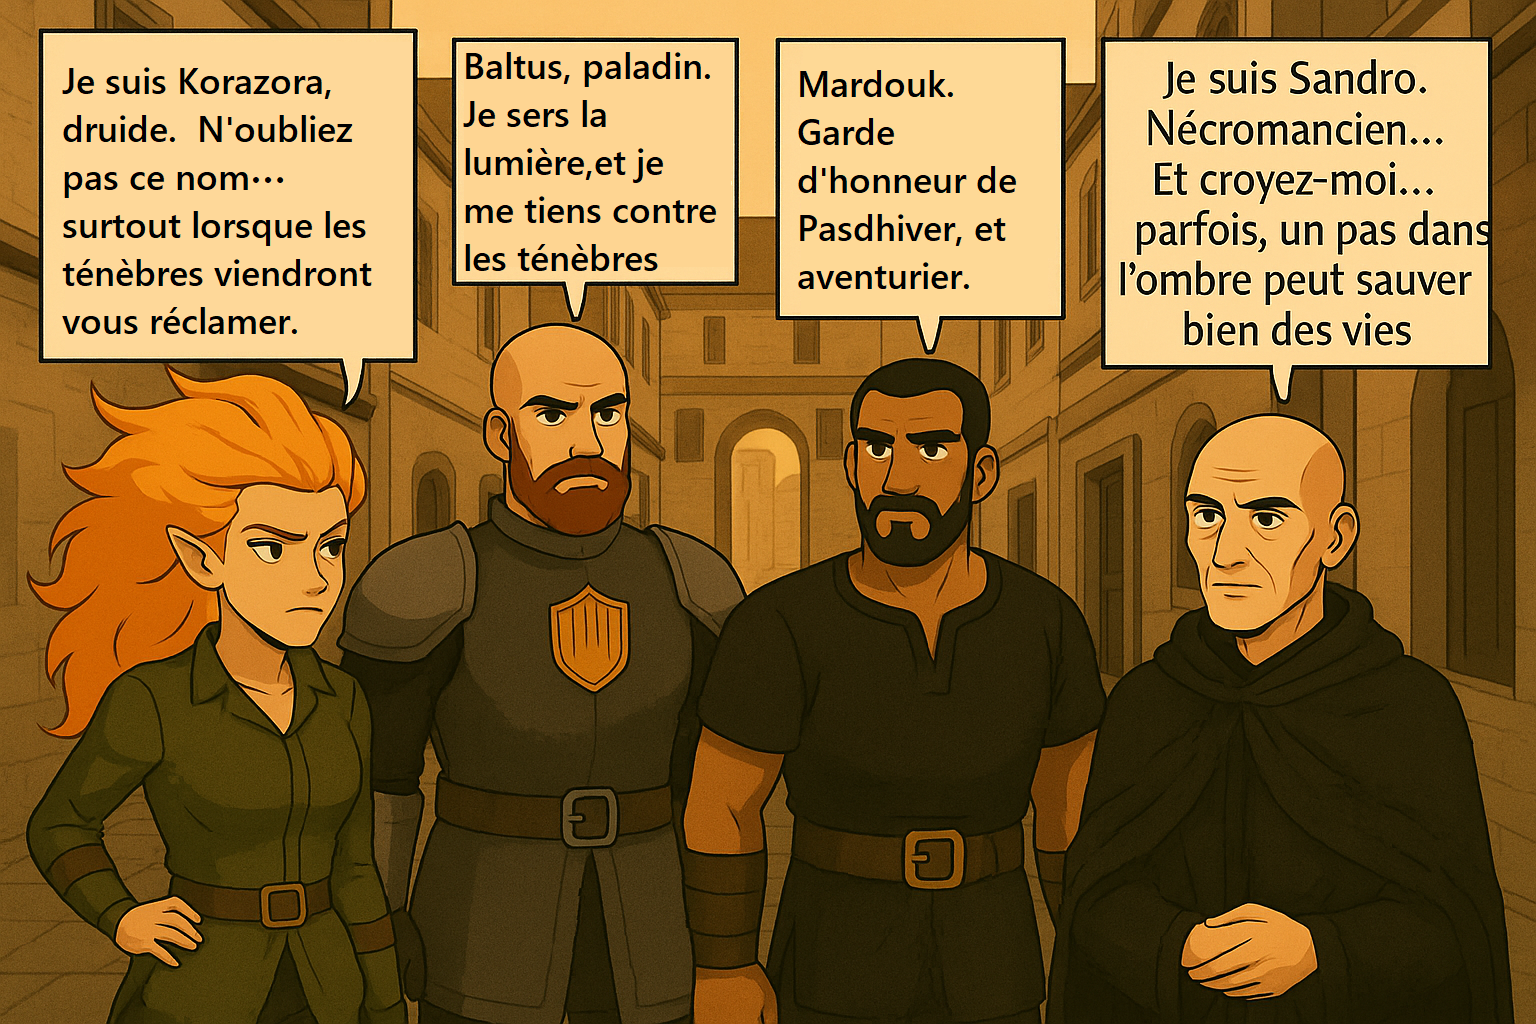 Je suis Korazora,
druide.  N'oubliez
pas ce nom···
surtout lorsque les
ténèbres viendront
vous réclamer.
Baltus, paladin.
Je sers la
lumière,et je
me tiens contre
les ténèbres
Mardouk.
Garde
d'honneur de
Pasdhiver, et
aventurier.
Je suis Sandro.
Nécromancien...
Et croyez-moi...
parfois, un pas dans
l’ombre peut sauver
bien des vies